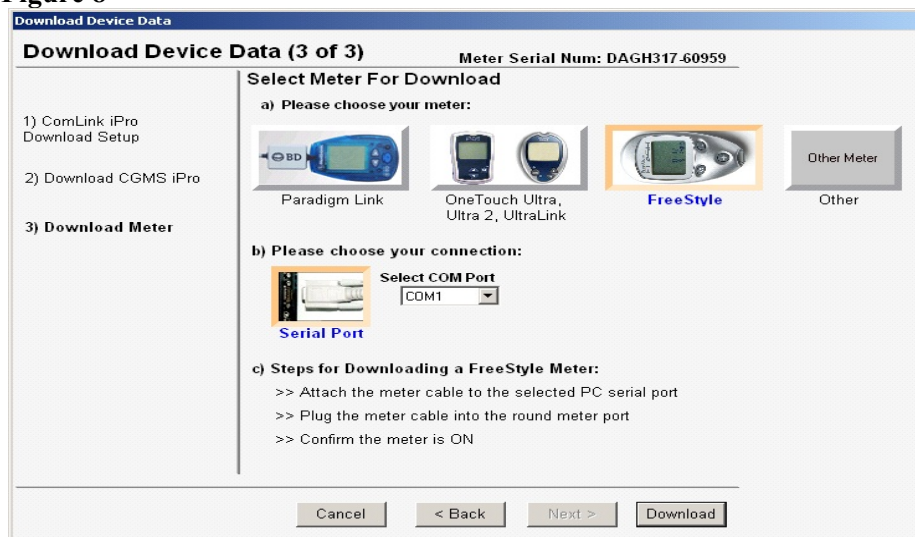 Download Device Data
Download Device Data (3 of 3)
Meter Serial Num: DAGH317-60959
1) ComLink iPro
Download Setup
2) Download CGMS iPro
3) Download Meter
Select Meter For Download
a) Please choose your meter:
BD
Other Meter
Paradigm Link
OneTouch Ultra,
Ultra 2, UltraLink
FreeStyle
Other
b) Please choose your connection:
Select COM Port
COM1
Serial Port
c) Steps for Downloading a FreeStyle Meter:
>> Attach the meter cable to the selected PC serial port
>> Plug the meter cable into the round meter port
>> Confirm the meter is ON
Cancel
< Back
Next >
Download